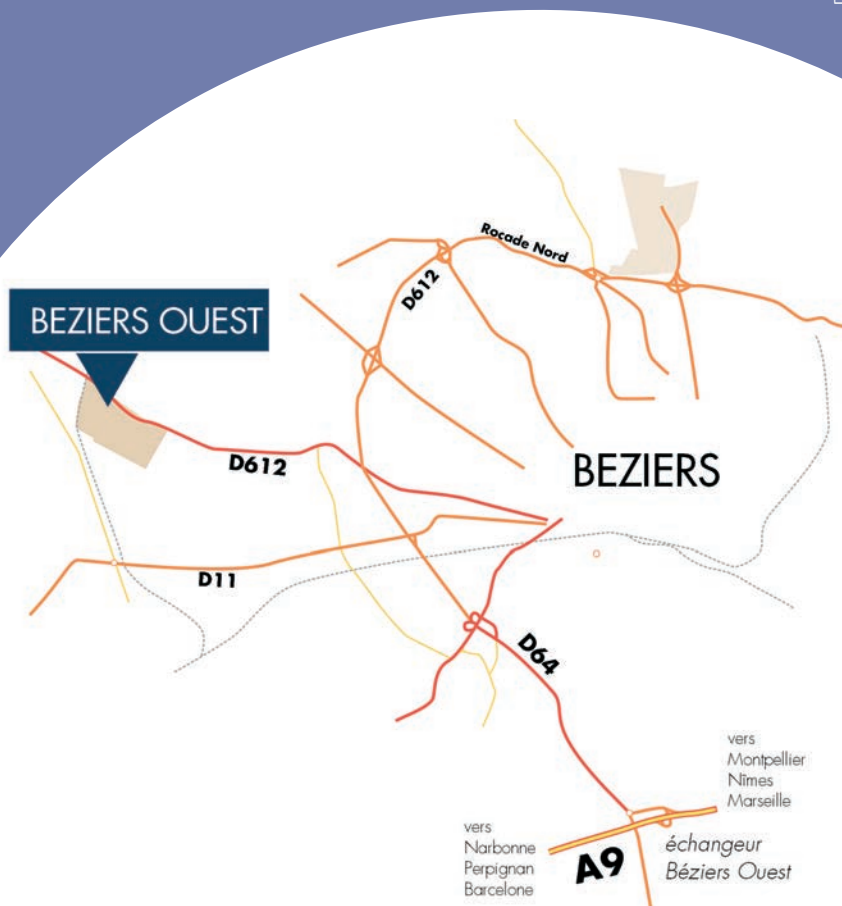 Rocade Nord
D612
BEZIERS OUEST
D612
BEZIERS
D11
D64
vers
Montpellier
Nîmes
Marseille
vers
Narbonne
Perpignan
Barcelone
A9
échangeur
Béziers Ouest